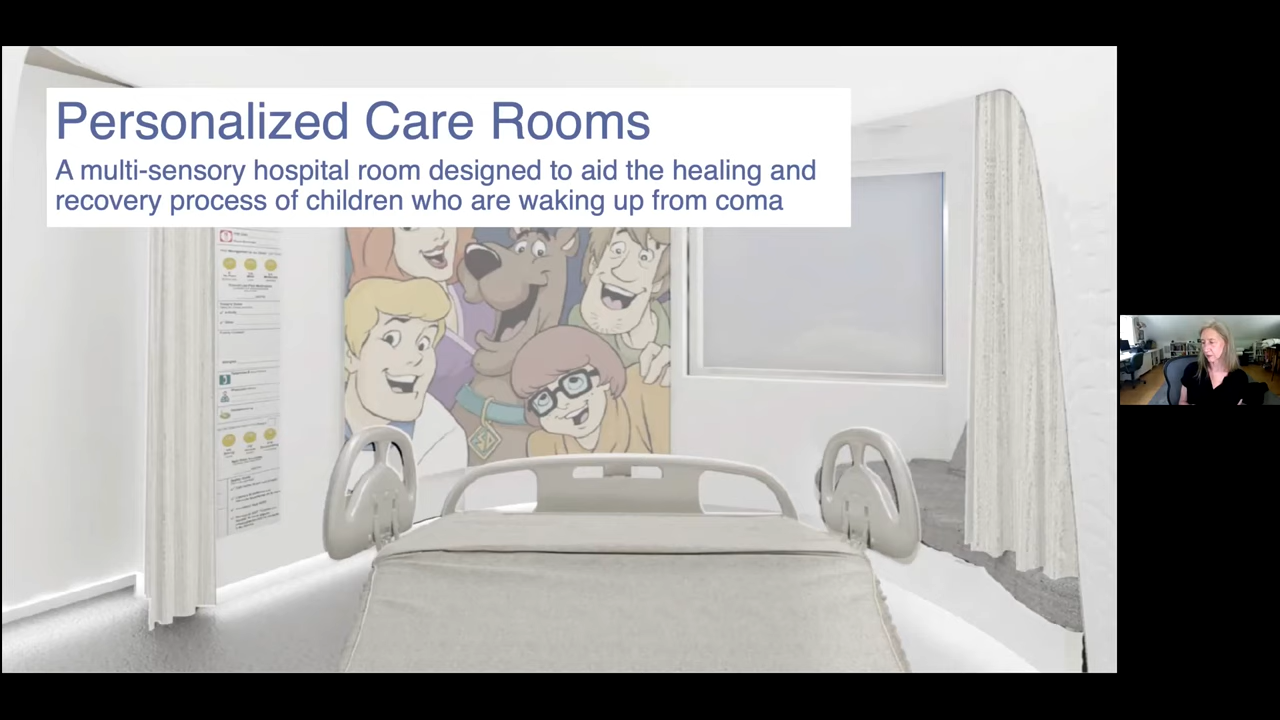 Personalized Care Rooms
A multi-sensory hospital room designed to aid the healing and
recovery process of children who are waking up from coma
SD